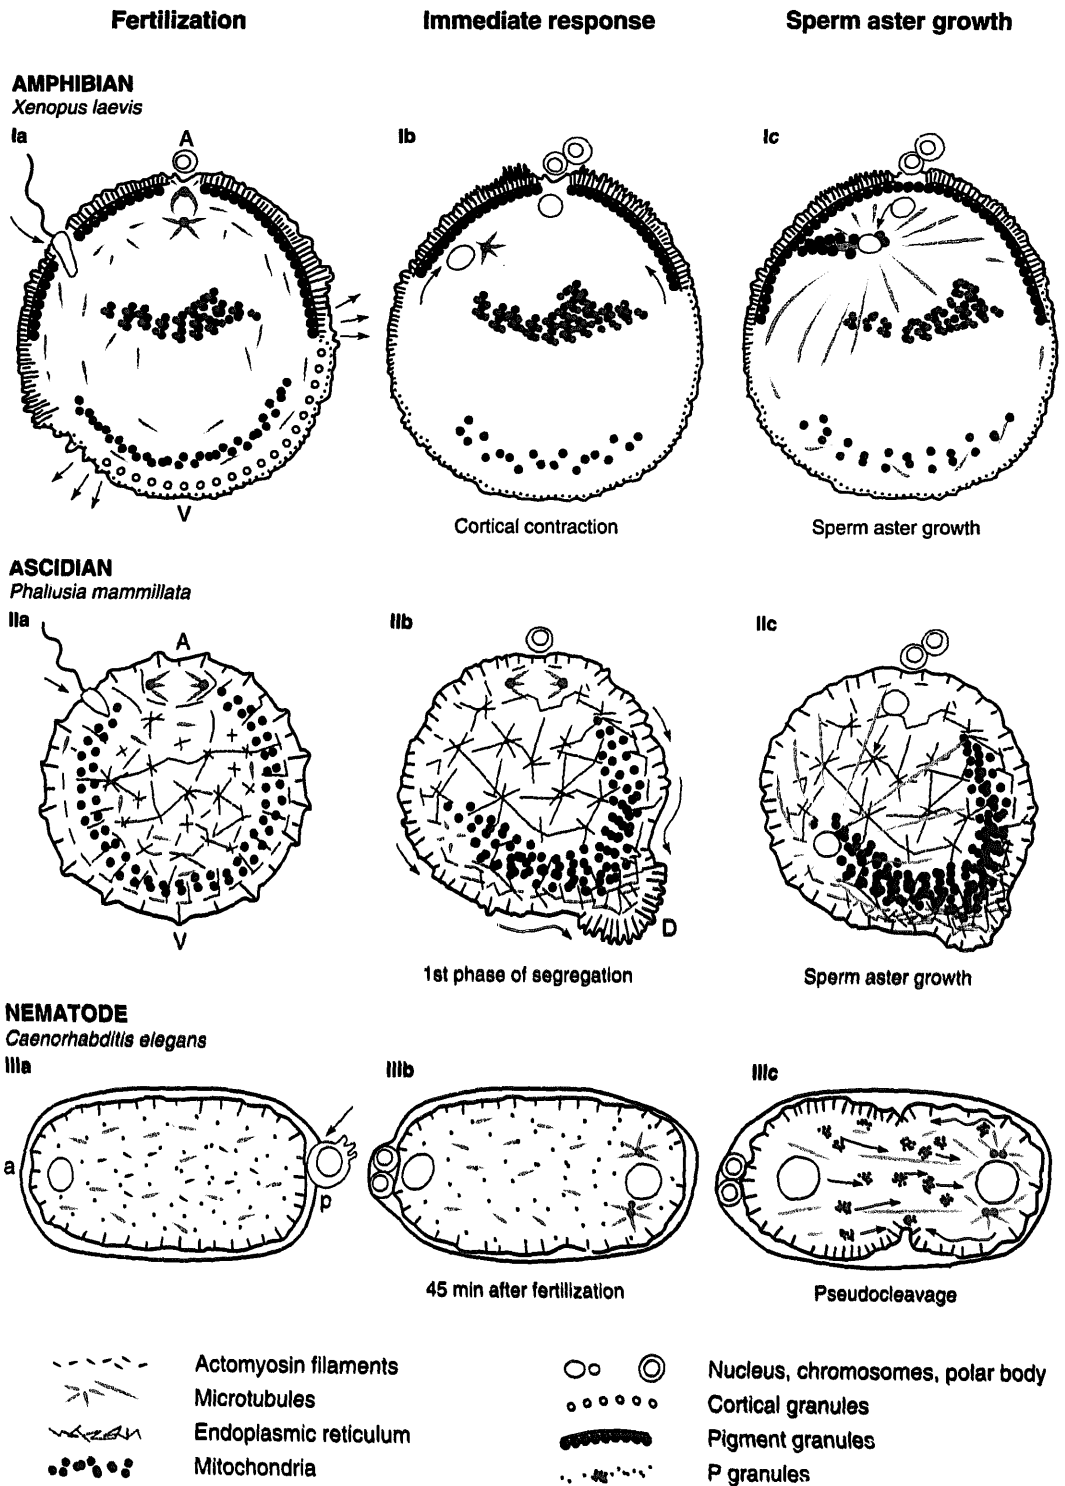 Fertilization Immediate response Sperm aster growth
AMPHIBIAN
Xenopus laevis
Ia A Ib Ic
V
Cortical contraction Sperm aster growth
ASCIDIAN
Phallusia mammillata
IIa A IIb IIc
V D
1st phase of segregation Sperm aster growth
NEMATODE
Caenorhabditis elegans
IIIa IIIb IIIc
a p
45 min after fertilization Pseudocleavage
Actomyosin filaments Nucleus, chromosomes, polar body
Microtubules Cortical granules
Endoplasmic reticulum Pigment granules
Mitochondria P granules